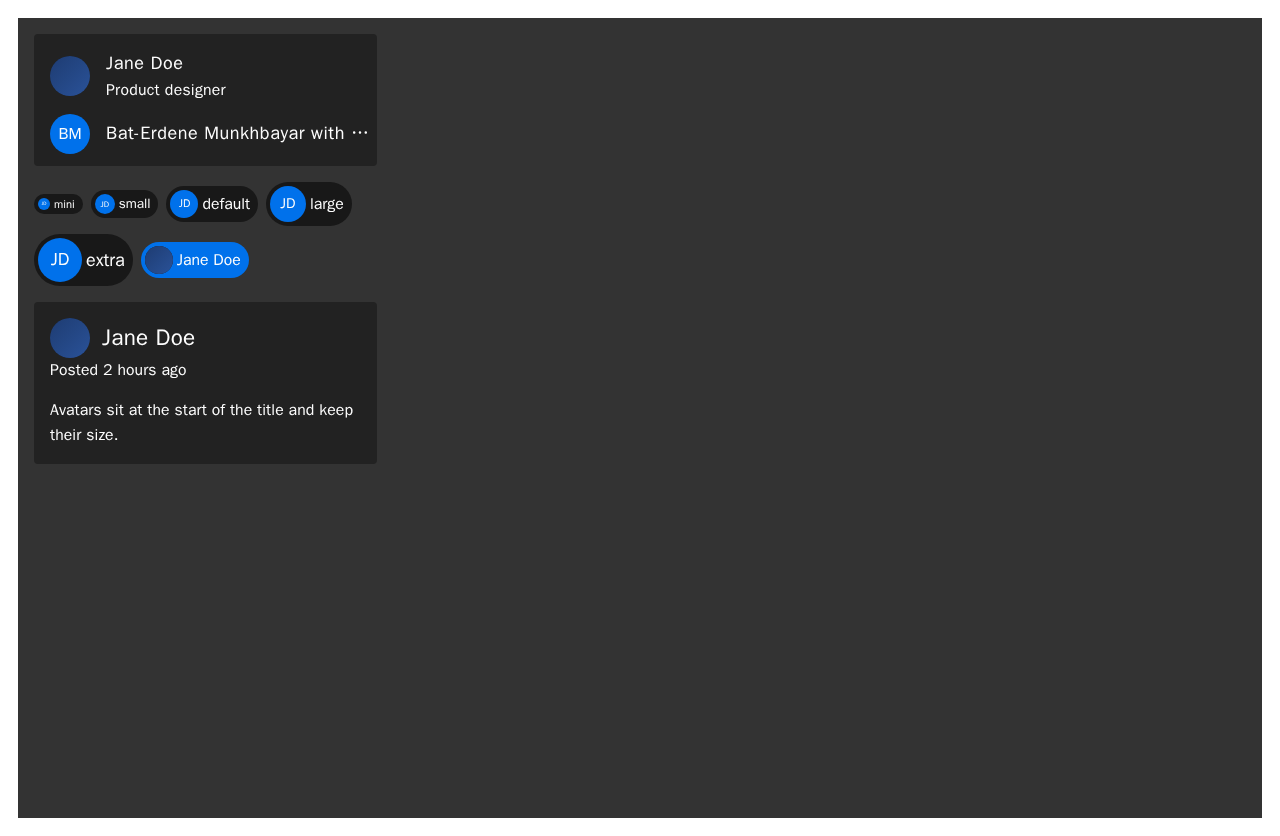 Jane Doe
Product designer
BM Bat-Erdene Munkhbayar with …
JD mini JD small JD default JD large
JD extra Jane Doe
Jane Doe
Posted 2 hours ago
Avatars sit at the start of the title and keep
their size.